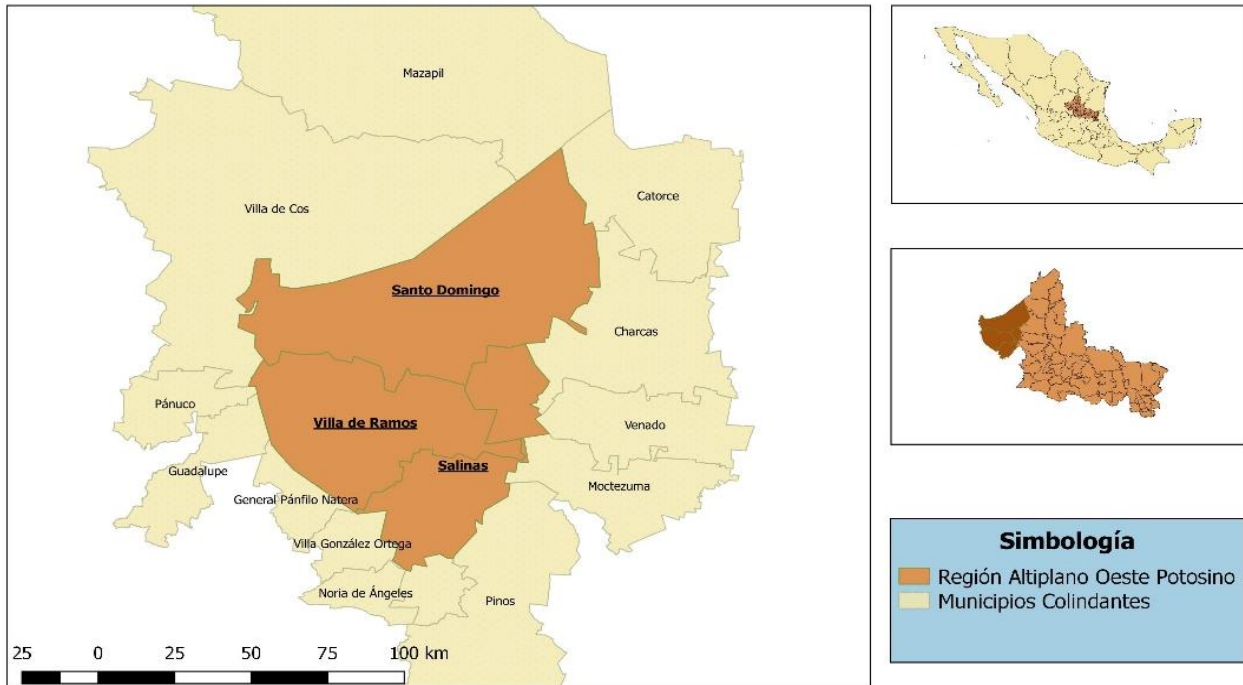 Mazapil
Catorce
Villa de Cos
Santo Domingo
Charcas
Pánuco
Villa de Ramos
Venado
Guadalupe
Salinas
Moctezuma
General Pánfilo Natera
Villa González Ortega
Noria de Ángeles
Pinos
25 0 25 50 75 100 km
Simbología
Región Altiplano Oeste Potosino
Municipios Colindantes